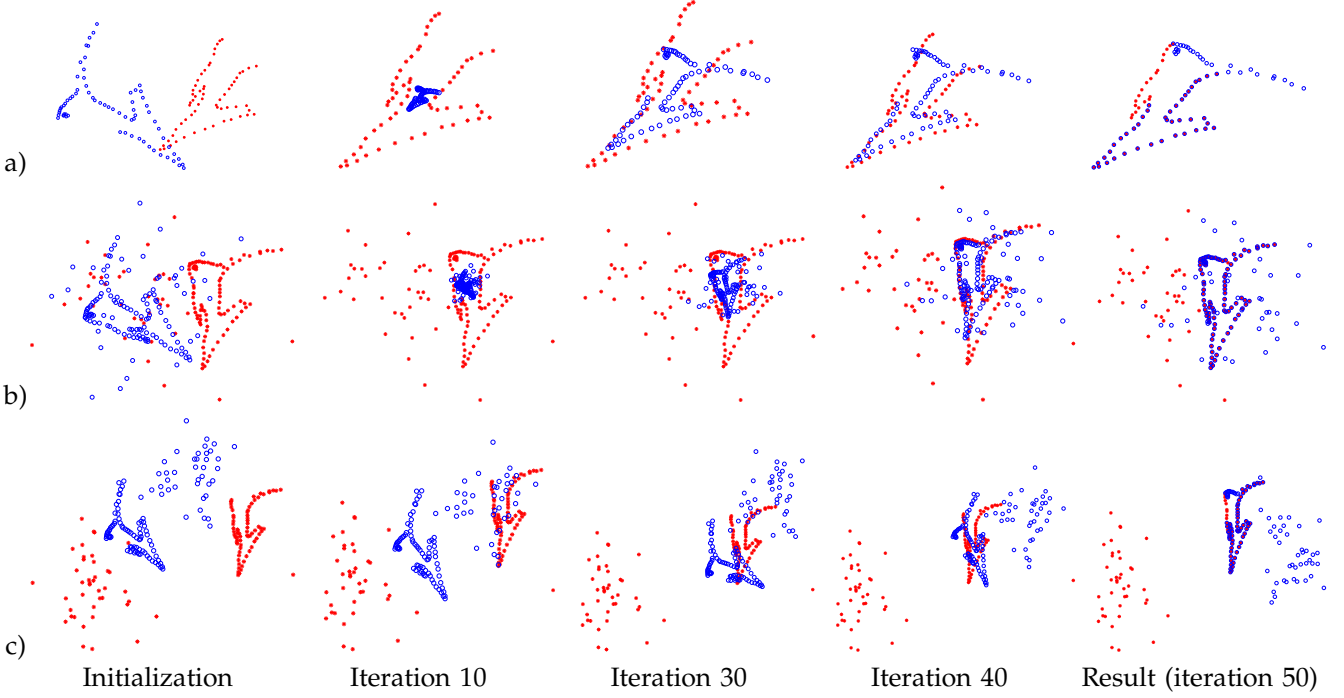 a)
b)
c)
Initialization Iteration 10 Iteration 30 Iteration 40 Result (iteration 50)